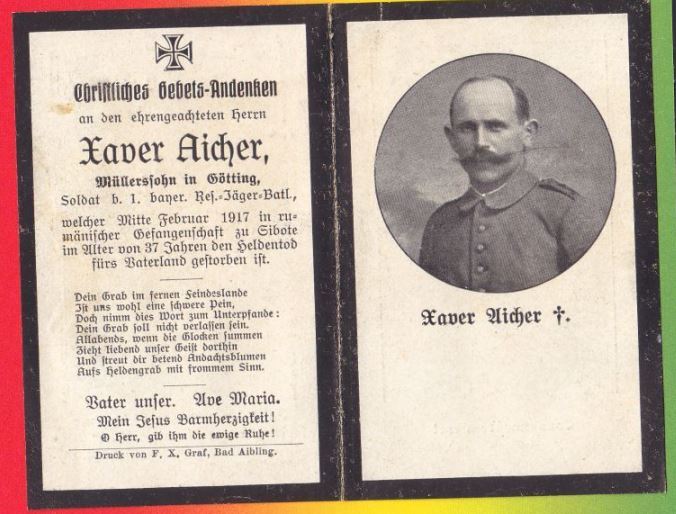 Christliches Gebets-Andenken
an den ehrengeachteten Herrn
Xaver Aicher,
Müllerssohn in Götting,
Soldat b. 1. bayer. Res.-Jäger-Batl.,
welcher Mitte Februar 1917 in ru-
mänischer Gefangenschaft zu Sibote
im Alter von 37 Jahren den Heldentod
fürs Vaterland gestorben ist.
Dein Grab im fernen Feindeslande
Ist uns wohl eine schwere Pein,
Doch nimm dies Wort zum Unterpfande:
Dein Grab soll nicht verlassen sein.
Allabends, wenn die Glocken summen
Zieht liebend unser Geist dorthin
Und streut dir betend Andachtsblumen
Aufs Heldengrab mit frommem Sinn.
Vater unser. Ave Maria.
Mein Jesus Barmherzigkeit!
O Herr, gib ihm die ewige Ruhe!
Druck von F. X. Graf, Bad Aibling.
Xaver Aicher †.